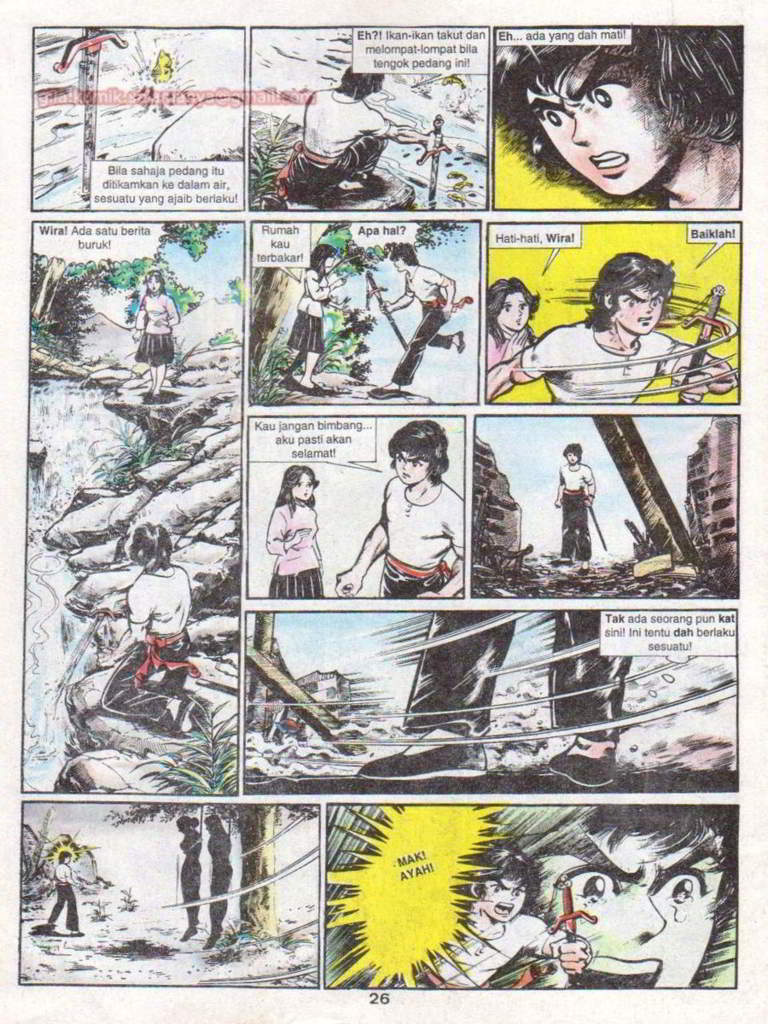 Bila sahaja pedang itu
ditikamkan ke dalam air,
sesuatu yang ajaib berlaku!
Eh?! Ikan-ikan takut dan
melompat-lompat bila
tengok pedang ini!
Eh... ada yang dah mati!
Wira! Ada satu berita
buruk!
Rumah
kau
terbakar!
Apa hal?
Hati-hati, Wira!
Baiklah!
Kau jangan bimbang...
aku pasti akan
selamat!
Tak ada seorang pun kat
sini! Ini tentu dah berlaku
sesuatu!
MAK!
AYAH!
26